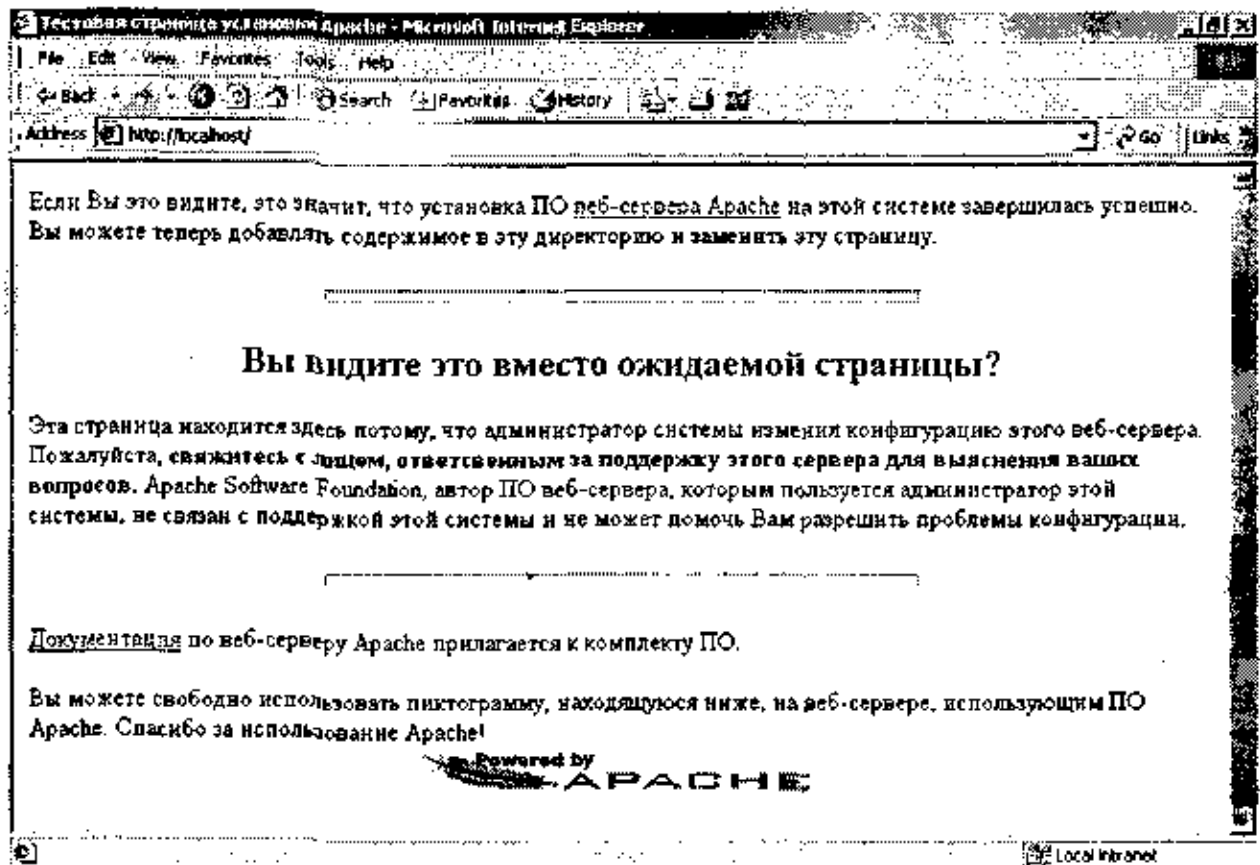 Тестовая страница установки Apache - Microsoft Internet Explorer
File Edit View Favorites Tools Help
Back Search Favorites History
Address http://localhost/ Go Links
Если Вы это видите, это значит, что установка ПО веб-сервера Apache на этой системе завершилась успешно.
Вы можете теперь добавлять содержимое в эту директорию и заменить эту страницу.
Вы видите это вместо ожидаемой страницы?
Эта страница находится здесь потому, что администратор системы изменил конфигурацию этого веб-сервера.
Пожалуйста, свяжитесь с лицом, ответственным за поддержку этого сервера для выяснения ваших
вопросов. Apache Software Foundation, автор ПО веб-сервера, которым пользуется администратор этой
системы, не связан с поддержкой этой системы и не может помочь Вам разрешить проблемы конфигурации.
Документация по веб-серверу Apache прилагается к комплекту ПО.
Вы можете свободно использовать пиктограмму, находящуюся ниже, на веб-сервере, использующим ПО
Apache. Спасибо за использование Apache!
Powered by
APACHE
Local intranet